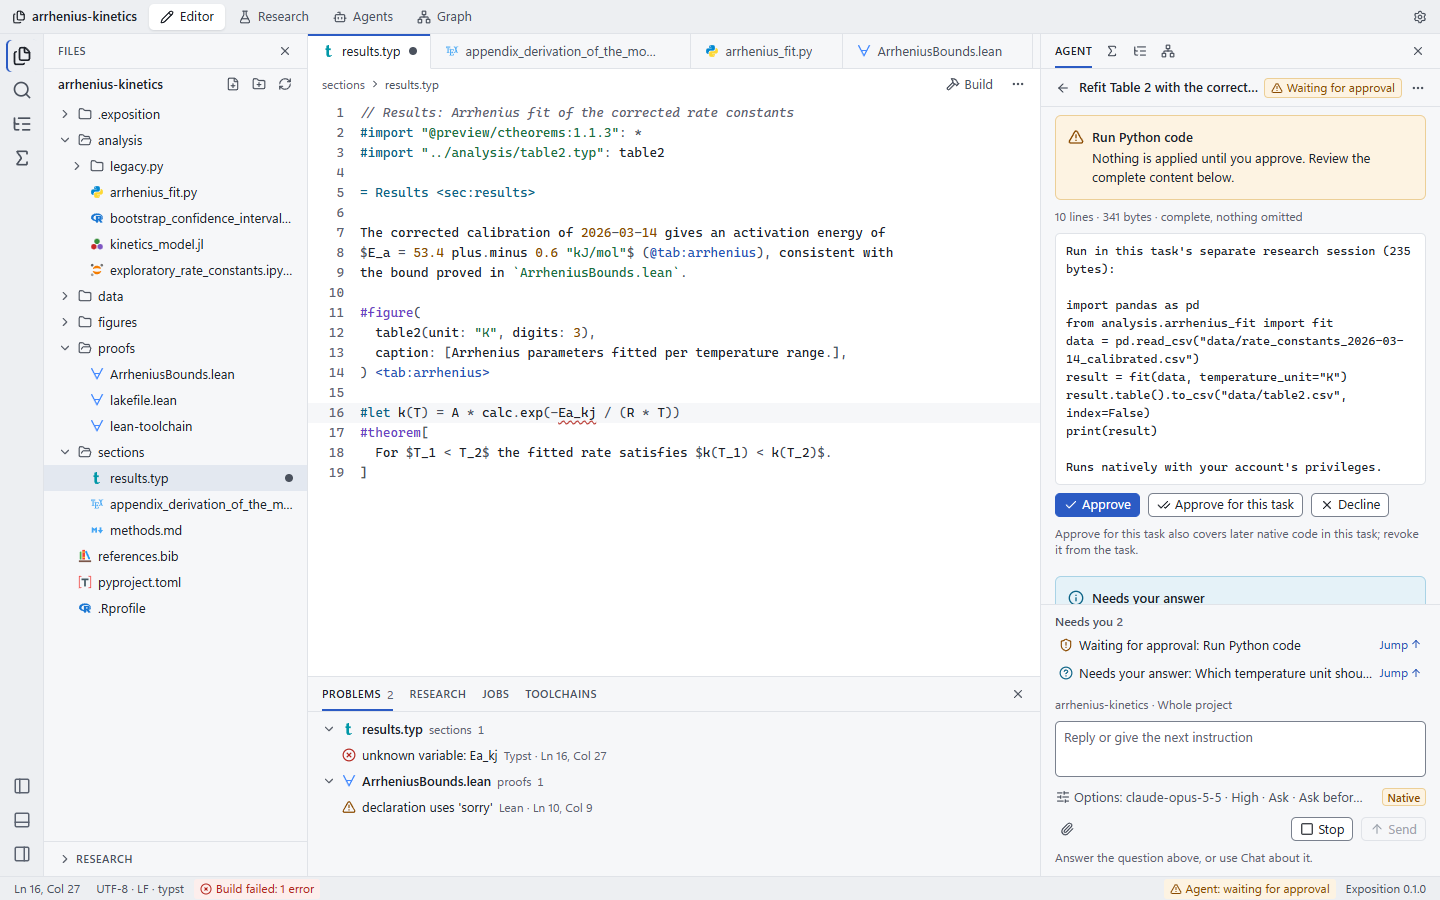 arrhenius-kinetics
Editor
Research
Agents
Graph
FILES
arrhenius-kinetics
.exposition
analysis
legacy.py
arrhenius_fit.py
bootstrap_confidence_interval...
kinetics_model.jl
exploratory_rate_constants.ipy...
data
figures
proofs
ArrheniusBounds.lean
lakefile.lean
lean-toolchain
sections
results.typ
appendix_derivation_of_the_m...
methods.md
references.bib
pyproject.toml
.Rprofile
RESEARCH
results.typ
appendix_derivation_of_the_mo...
arrhenius_fit.py
ArrheniusBounds.lean
sections > results.typ
Build
1 // Results: Arrhenius fit of the corrected rate constants
2 #import "@preview/ctheorems:1.1.3": *
3 #import "../analysis/table2.typ": table2
4
5 = Results <sec:results>
6
7 The corrected calibration of 2026-03-14 gives an activation energy of
8 $E_a = 53.4 plus.minus 0.6 "kJ/mol"$ (@tab:arrhenius), consistent with
9 the bound proved in `ArrheniusBounds.lean`.
10
11 #figure(
12 table2(unit: "K", digits: 3),
13 caption: [Arrhenius parameters fitted per temperature range.],
14 ) <tab:arrhenius>
15
16 #let k(T) = A * calc.exp(-Ea_kj / (R * T))
17 #theorem[
18 For $T_1 < T_2$ the fitted rate satisfies $k(T_1) < k(T_2)$.
19 ]
PROBLEMS 2
RESEARCH
JOBS
TOOLCHAINS
results.typ sections 1
unknown variable: Ea_kj Typst · Ln 16, Col 27
ArrheniusBounds.lean proofs 1
declaration uses 'sorry' Lean · Ln 10, Col 9
AGENT
Refit Table 2 with the correct...
Waiting for approval
Run Python code
Nothing is applied until you approve. Review the
complete content below.
10 lines · 341 bytes · complete, nothing omitted
Run in this task's separate research session (235
bytes):
import pandas as pd
from analysis.arrhenius_fit import fit
data = pd.read_csv("data/rate_constants_2026-03-
14_calibrated.csv")
result = fit(data, temperature_unit="K")
result.table().to_csv("data/table2.csv",
index=False)
print(result)
Runs natively with your account's privileges.
Approve
Approve for this task
Decline
Approve for this task also covers later native code in this task; revoke
it from the task.
Needs your answer
Needs you 2
Waiting for approval: Run Python code
Jump ↑
Needs your answer: Which temperature unit shou...
Jump ↑
arrhenius-kinetics · Whole project
Reply or give the next instruction
Options: claude-opus-5-5 · High · Ask · Ask befor...
Native
Stop
Send
Answer the question above, or use Chat about it.
Ln 16, Col 27
UTF-8 · LF · typst
Build failed: 1 error
Agent: waiting for approval
Exposition 0.1.0